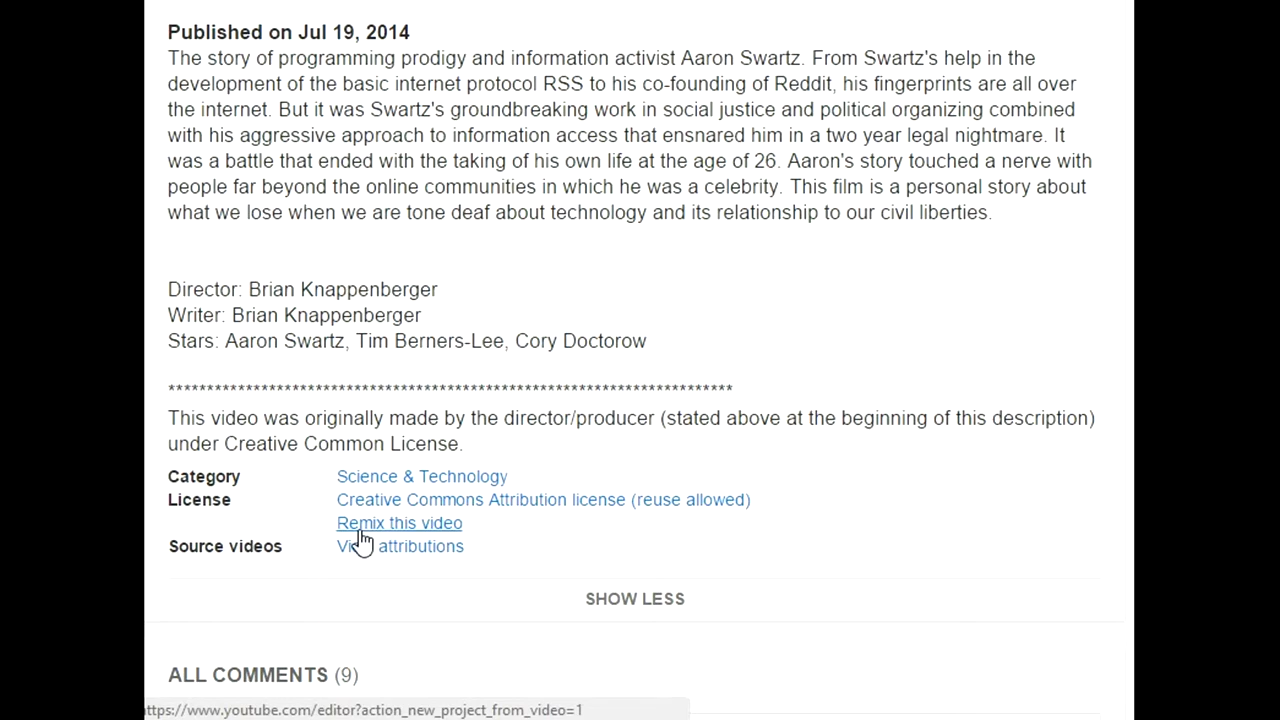 Published on Jul 19, 2014
The story of programming prodigy and information activist Aaron Swartz. From Swartz's help in the
development of the basic internet protocol RSS to his co-founding of Reddit, his fingerprints are all over
the internet. But it was Swartz's groundbreaking work in social justice and political organizing combined
with his aggressive approach to information access that ensnared him in a two year legal nightmare. It
was a battle that ended with the taking of his own life at the age of 26. Aaron's story touched a nerve with
people far beyond the online communities in which he was a celebrity. This film is a personal story about
what we lose when we are tone deaf about technology and its relationship to our civil liberties.
Director: Brian Knappenberger
Writer: Brian Knappenberger
Stars: Aaron Swartz, Tim Berners-Lee, Cory Doctorow
*************************************************************************
This video was originally made by the director/producer (stated above at the beginning of this description)
under Creative Common License.
Category Science & Technology
License Creative Commons Attribution license (reuse allowed)
Remix this video
Source videos attributions
SHOW LESS
ALL COMMENTS (9)
ttps://www.youtube.com/editor?action_new_project_from_video=1